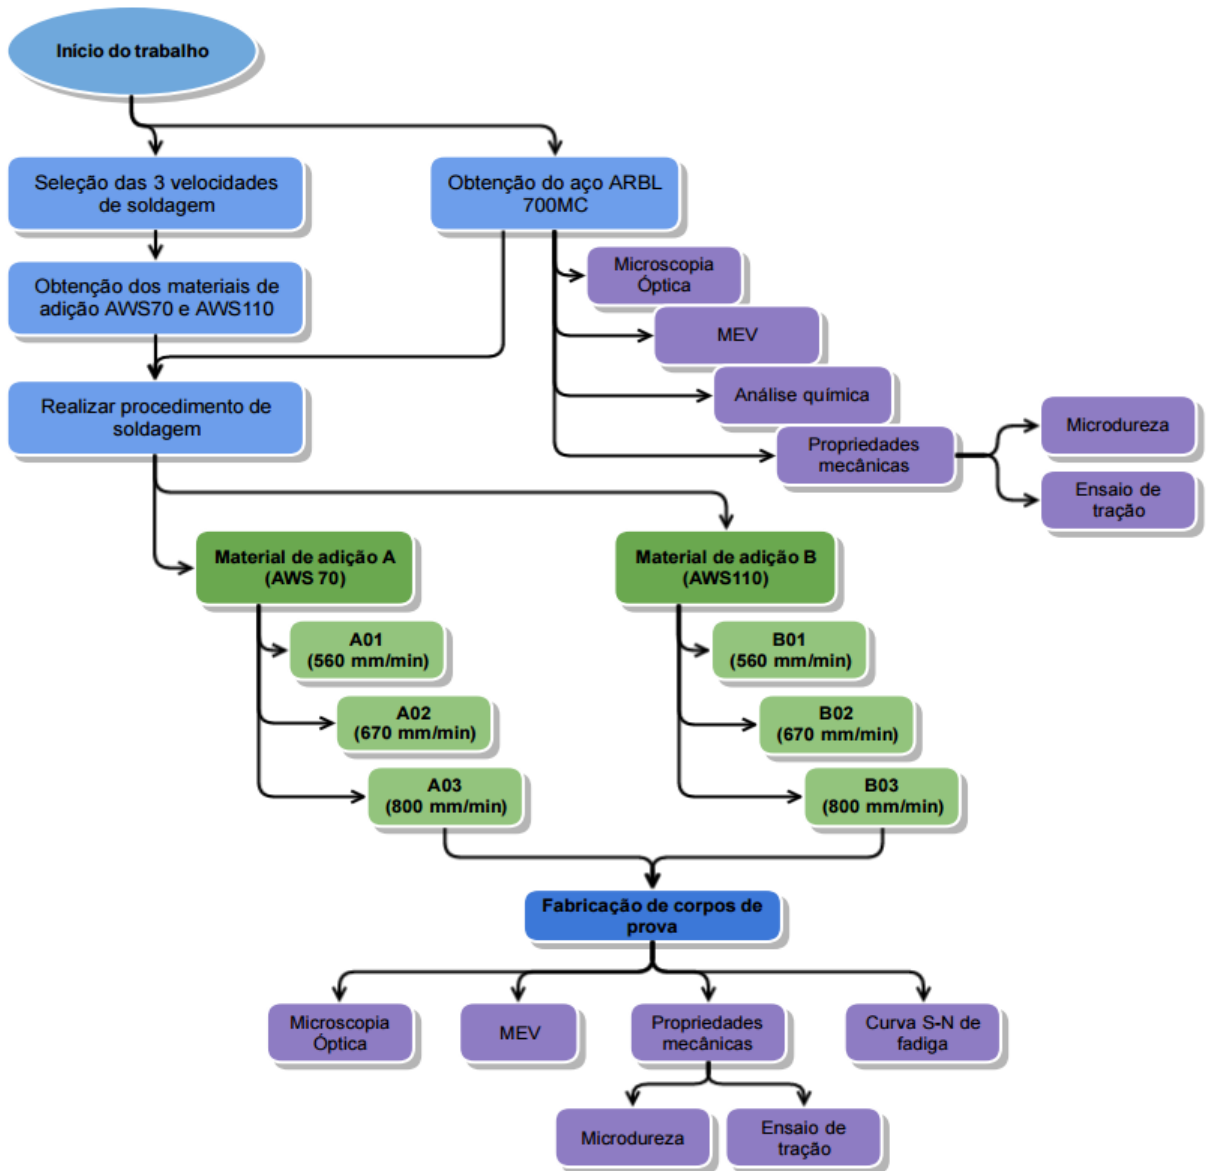 Início do trabalho
Seleção das 3 velocidades
de soldagem
Obtenção do aço ARBL
700MC
Microscopia
Óptica
Obtenção dos materiais de
adição AWS70 e AWS110
MEV
Análise química
Realizar procedimento de
soldagem
Propriedades
mecânicas
Microdureza
Ensaio de
tração
Material de adição A
(AWS 70)
Material de adição B
(AWS110)
A01
(560 mm/min)
B01
(560 mm/min)
A02
(670 mm/min)
B02
(670 mm/min)
A03
(800 mm/min)
B03
(800 mm/min)
Fabricação de corpos de
prova
Microscopia
Óptica
MEV
Propriedades
mecânicas
Curva S-N de
fadiga
Microdureza
Ensaio de
tração